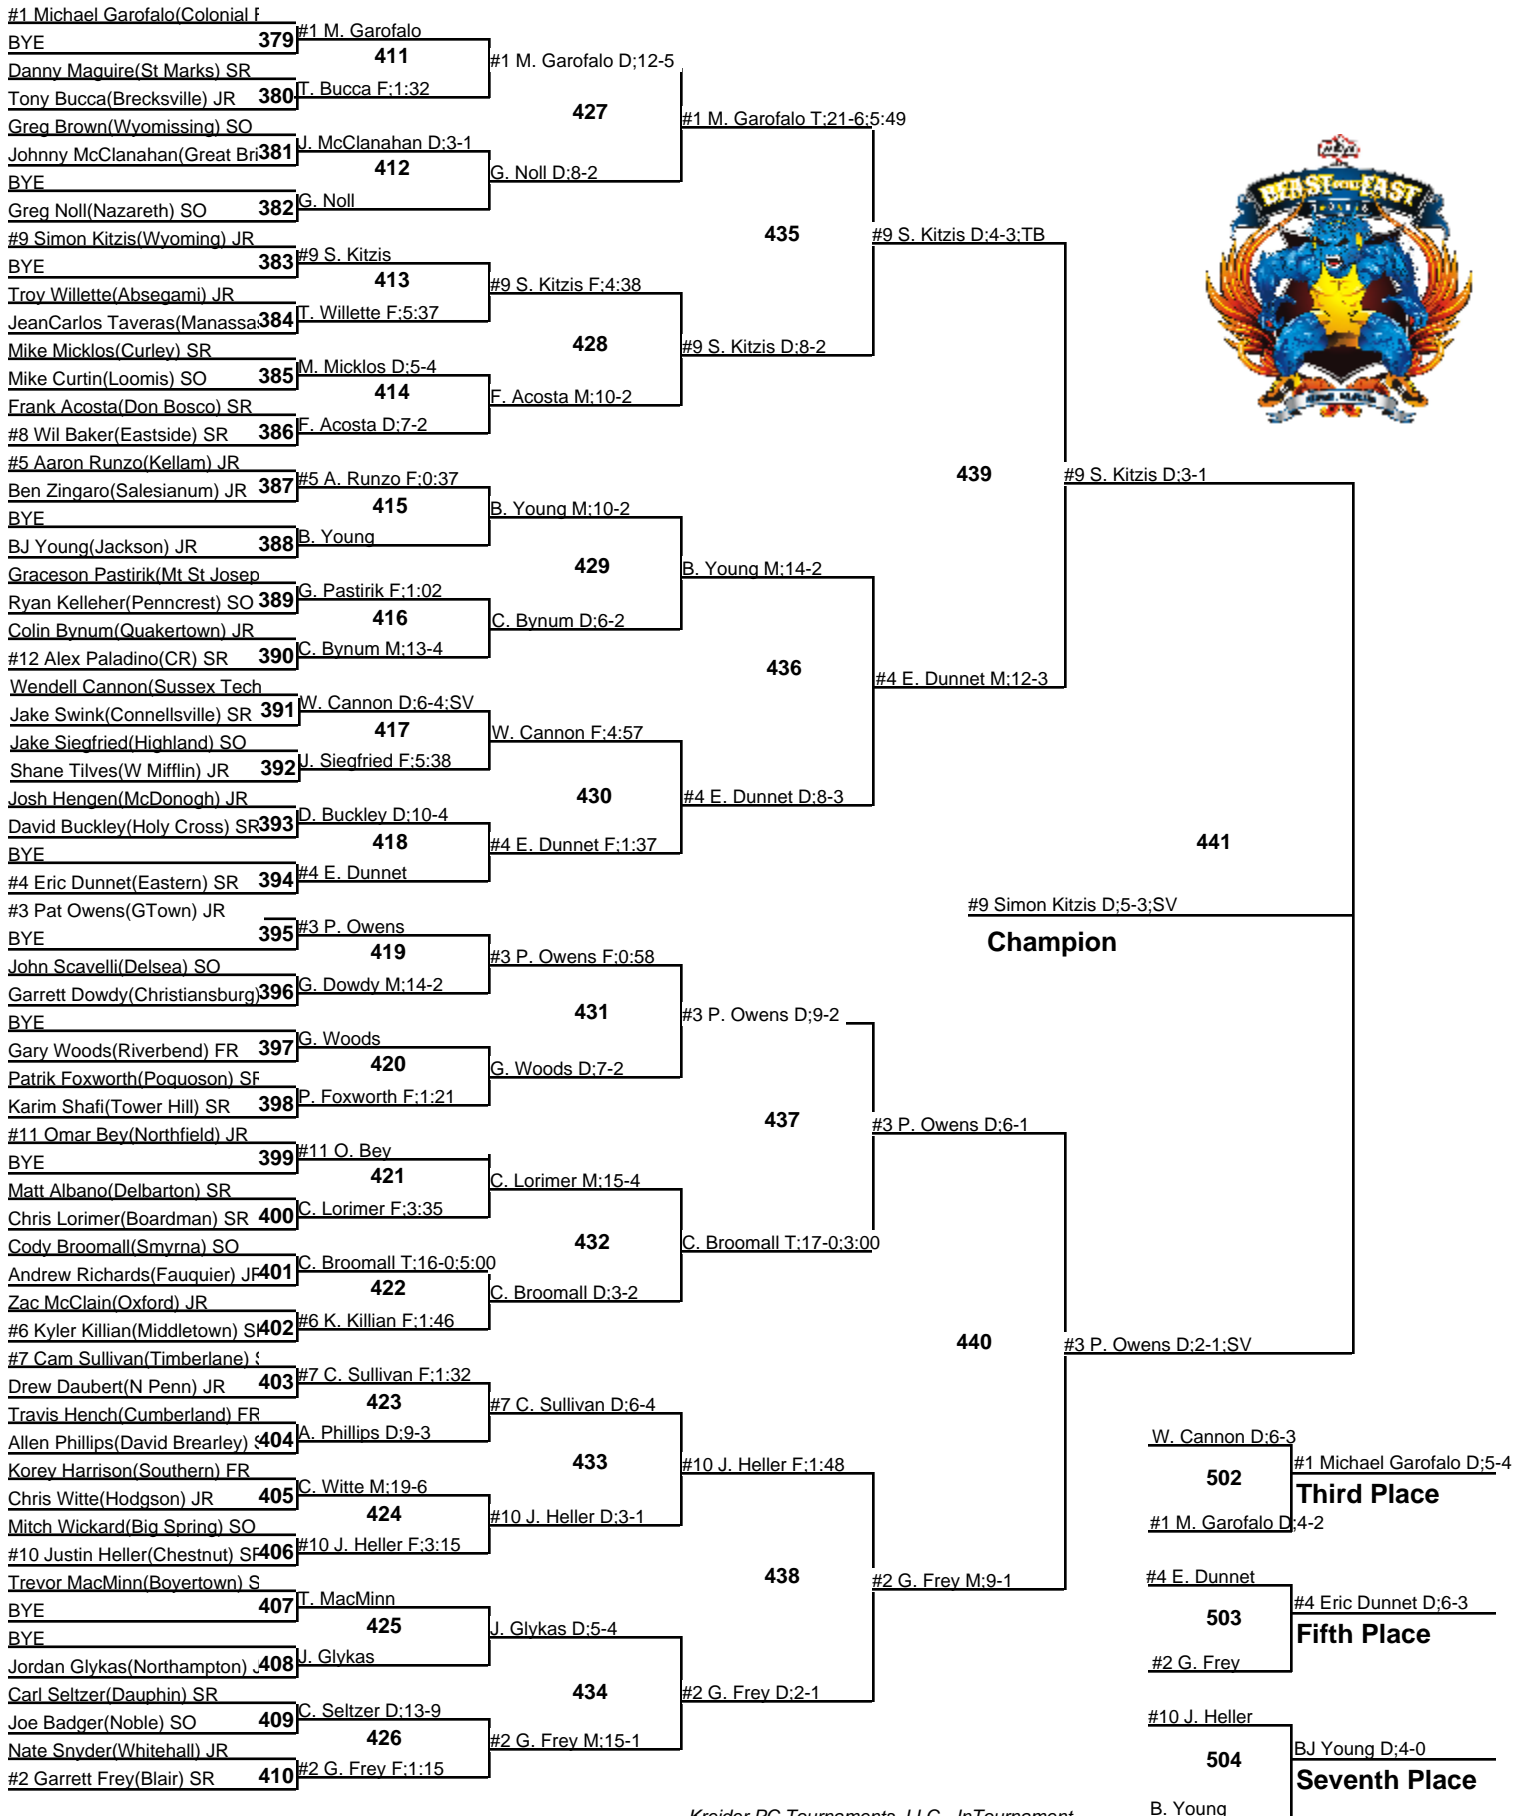 #1 Michael Garofalo(Colonial
BYE
379
Danny Maguire(St Marks) SR
Tony Bucca(Brecksville) JR
380
Greg Brown(Wyomissing) SO
Johnny McClanahan(Great Bri
381
BYE
Greg Noll(Nazareth) SO
382
#9 Simon Kitzis(Wyoming) JR
BYE
383
Troy Willette(Absegami) JR
JeanCarlos Taveras(Manassa
384
Mike Micklos(Curley) SR
Mike Curtin(Loomis) SO
385
Frank Acosta(Don Bosco) SR
#8 Wil Baker(Eastside) SR
386
#5 Aaron Runzo(Kellam) JR
Ben Zingaro(Salesianum) JR
387
BYE
BJ Young(Jackson) JR
388
Graceson Pastirik(Mt St Josep
Ryan Kelleher(Penncrest) SO
389
Colin Bynum(Quakertown) JR
#12 Alex Paladino(CR) SR
390
Wendell Cannon(Sussex Tech
Jake Swink(Connellsville) SR
391
Jake Siegfried(Highland) SO
Shane Tilves(W Mifflin) JR
392
Josh Hengen(McDonogh) JR
David Buckley(Holy Cross) SR
393
BYE
#4 Eric Dunnet(Eastern) SR
394
#3 Pat Owens(GTown) JR
BYE
395
John Scavelli(Delsea) SO
Garrett Dowdy(Christiansburg)
396
BYE
Gary Woods(Riverbend) FR
397
Patrik Foxworth(Poquoson) SR
Karim Shafi(Tower Hill) SR
398
#11 Omar Bey(Northfield) JR
BYE
399
Matt Albano(Delbarton) SR
Chris Lorimer(Boardman) SR
400
Cody Broomall(Smyrna) SO
Andrew Richards(Fauquier) JR
401
Zac McClain(Oxford) JR
#6 Kyler Killian(Middletown) SR
402
#7 Cam Sullivan(Timberlane)
Drew Daubert(N Penn) JR
403
Travis Hench(Cumberland) FR
Allen Phillips(David Brearley)
404
Korey Harrison(Southern) FR
Chris Witte(Hodgson) JR
405
Mitch Wickard(Big Spring) SO
#10 Justin Heller(Chestnut) SR
406
Trevor MacMinn(Boyertown) S
BYE
407
BYE
Jordan Glykas(Northampton)
408
Carl Seltzer(Dauphin) SR
Joe Badger(Noble) SO
409
Nate Snyder(Whitehall) JR
#2 Garrett Frey(Blair) SR
410
#1 M. Garofalo
411
T. Bucca F;1:32
J. McClanahan D;3-1
412
G. Noll
#9 S. Kitzis
413
T. Willette F;5:37
M. Micklos D;5-4
414
F. Acosta D;7-2
#5 A. Runzo F;0:37
415
B. Young
G. Pastirik F;1:02
416
C. Bynum M;13-4
W. Cannon D;6-4;SV
417
J. Siegfried F;5:38
D. Buckley D;10-4
418
#4 E. Dunnet
#3 P. Owens
419
G. Dowdy M;14-2
G. Woods
420
P. Foxworth F;1:21
#11 O. Bey
421
C. Lorimer F;3:35
C. Broomall T;16-0;5:00
422
#6 K. Killian F;1:46
#7 C. Sullivan F;1:32
423
A. Phillips D;9-3
C. Witte M;19-6
424
#10 J. Heller F;3:15
T. MacMinn
425
J. Glykas
C. Seltzer D;13-9
426
#2 G. Frey F;1:15
#1 M. Garofalo D;12-5
427
G. Noll D;8-2
#9 S. Kitzis F;4:38
428
F. Acosta M;10-2
B. Young M;10-2
429
C. Bynum D;6-2
W. Cannon F;4:57
430
#4 E. Dunnet F;1:37
#3 P. Owens F;0:58
431
G. Woods D;7-2
C. Lorimer M;15-4
432
C. Broomall D;3-2
#7 C. Sullivan D;6-4
433
#10 J. Heller D;3-1
J. Glykas D;5-4
434
#2 G. Frey M;15-1
#1 M. Garofalo T;21-6;5:49
435
#9 S. Kitzis D;8-2
B. Young M;14-2
436
#4 E. Dunnet D;8-3
#3 P. Owens D;9-2
437
C. Broomall T;17-0;3:00
#10 J. Heller F;1:48
438
#2 G. Frey D;2-1
#9 S. Kitzis D;4-3;TB
439
#4 E. Dunnet M;12-3
#3 P. Owens D;6-1
440
#2 G. Frey M;9-1
BEAST OF THE EAST
#9 S. Kitzis D;3-1
441
#3 P. Owens D;2-1;SV
#9 Simon Kitzis D;5-3;SV
Champion
W. Cannon D;6-3
502
#1 M. Garofalo D;4-2
#1 Michael Garofalo D;5-4
Third Place
#4 E. Dunnet
503
#2 G. Frey
#4 Eric Dunnet D;6-3
Fifth Place
#10 J. Heller
504
B. Young
BJ Young D;4-0
Seventh Place
Kreider PC Tournaments, LLC - InTournament